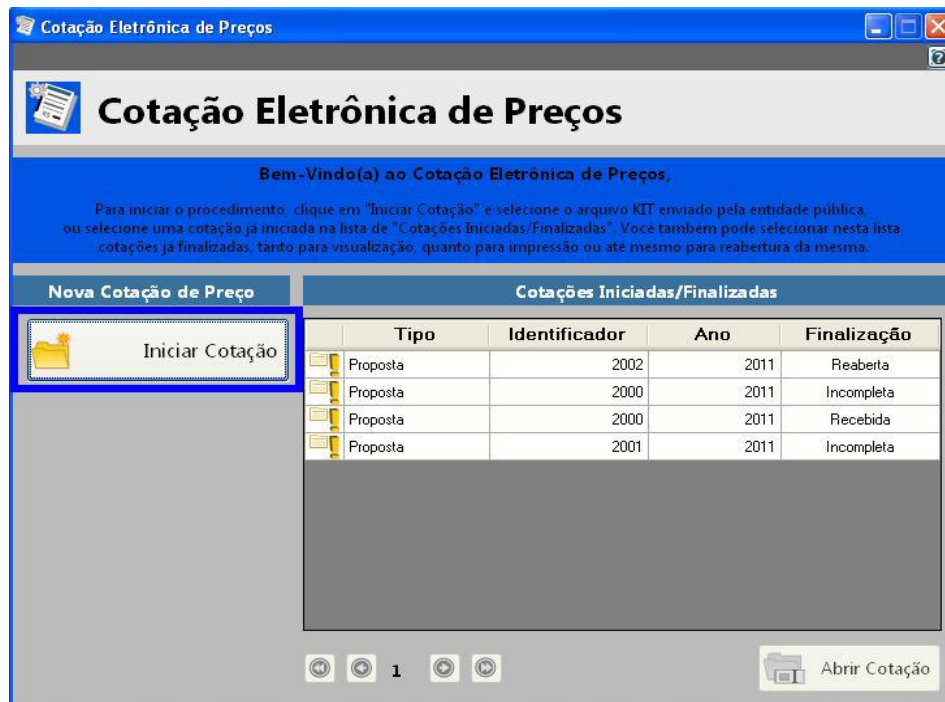 Cotação Eletrônica de Preços
Cotação Eletrônica de Preços
Bem-Vindo(a) ao Cotação Eletrônica de Preços,
Para iniciar o procedimento, clique em "Iniciar Cotação" e selecione o arquivo KIT enviado pela entidade pública,
ou selecione uma cotação já iniciada na lista de "Cotações Iniciadas/Finalizadas". Você também pode selecionar nesta lista
cotações já finalizadas, tanto para visualização, quanto para impressão ou até mesmo para reabertura da mesma.
Nova Cotação de Preço
Cotações Iniciadas/Finalizadas
Iniciar Cotação
Tipo Identificador Ano Finalização
Proposta 2002 2011 Reaberta
Proposta 2000 2011 Incompleta
Proposta 2000 2011 Recebida
Proposta 2001 2011 Incompleta
1
Abrir Cotação